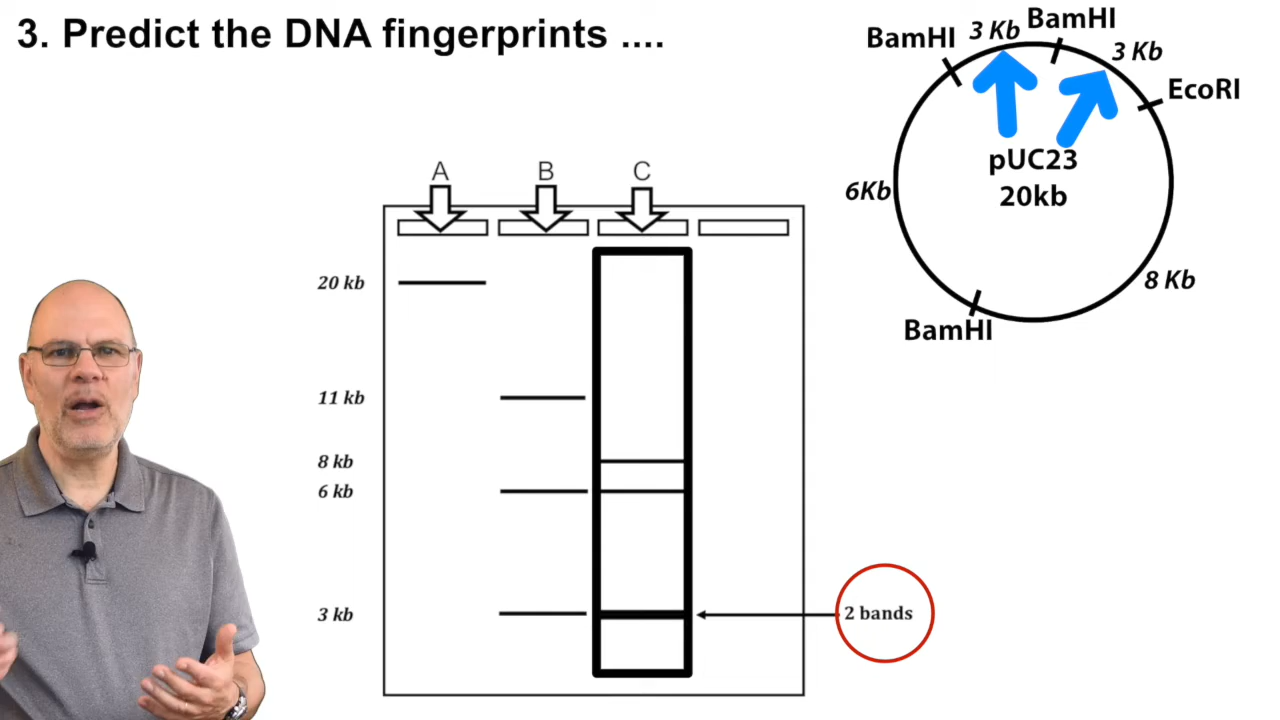 3. Predict the DNA fingerprints ....
BamHI
3 Kb
BamHI
3 Kb
EcoRI
pUC23
20kb
6Kb
8 Kb
BamHI
A
B
C
20 kb
11 kb
8 kb
6 kb
3 kb
2 bands